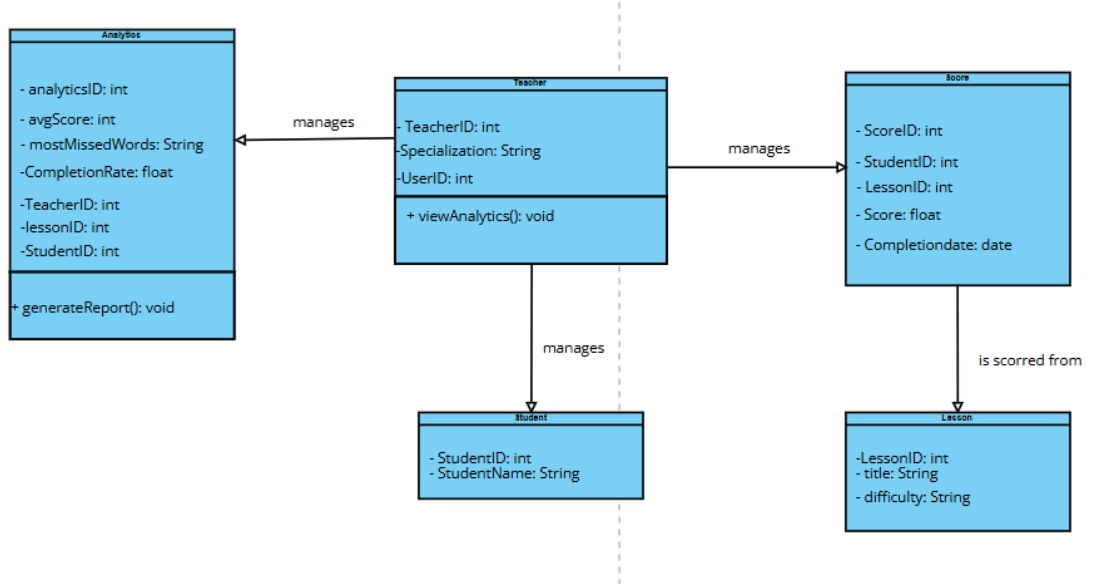 Analytics
- analyticsID: int
- avgScore: int
- mostMissedWords: String
-CompletionRate: float
-TeacherID: int
-lessonID: int
-StudentID: int
+ generateReport(): void
manages
Teacher
- TeacherID: int
-Specialization: String
-UserID: int
+ viewAnalytics(): void
manages
Score
- ScoreID: int
- StudentID: int
- LessonID: int
- Score: float
- Completiondate: date
manages
is scorred from
Student
- StudentID: int
- StudentName: String
Lesson
-LessonID: int
- title: String
- difficulty: String